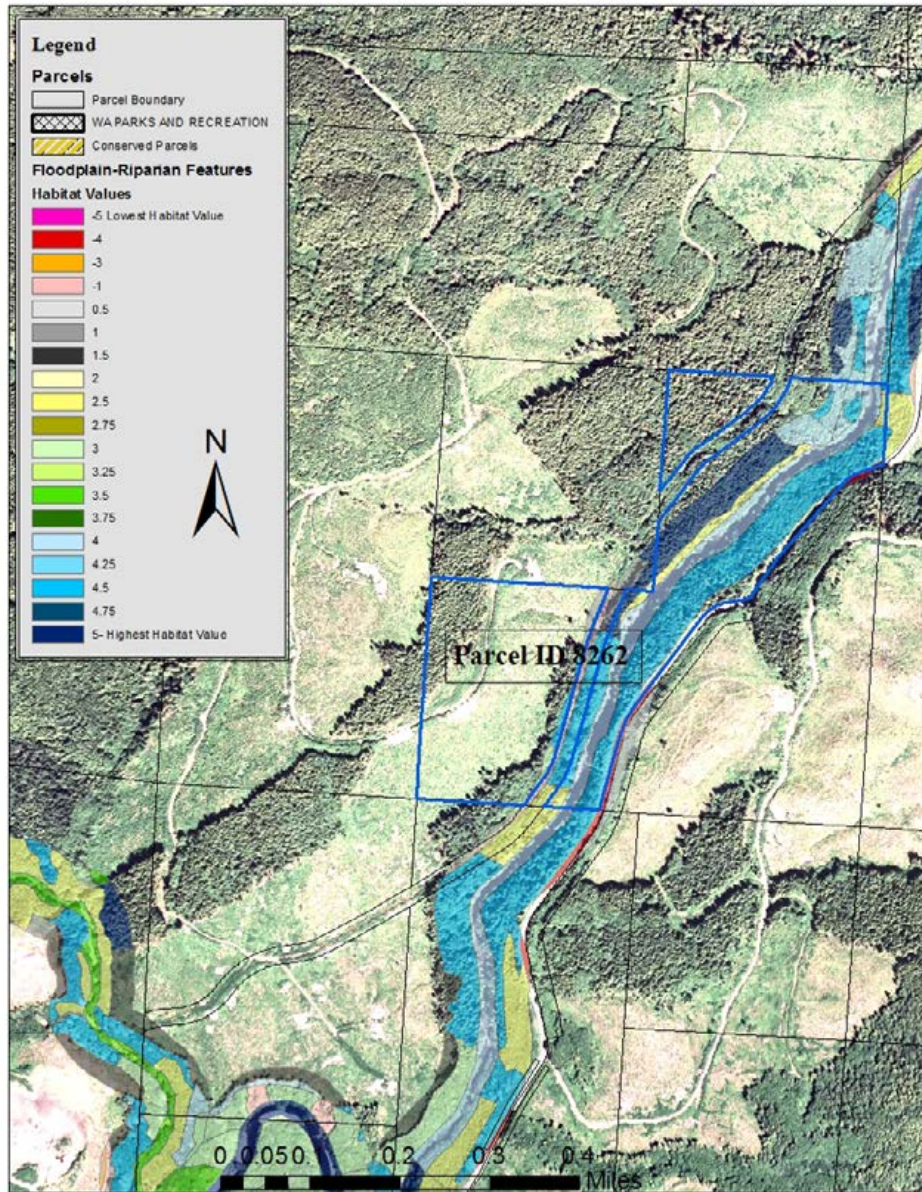 Legend
Parcels
Parcel Boundary
WA PARKS AND RECREATION
Conserved Parcels
Floodplain-Riparian Features
Habitat Values
-5 Lowest Habitat Value
-4
-3
-1
0.5
1
1.5
2
2.5
2.75
3
3.25
3.5
3.75
4
4.25
4.5
4.75
5- Highest Habitat Value
N
Parcel ID 8262
0 0.050. 0.2 0.3 0.4
Miles